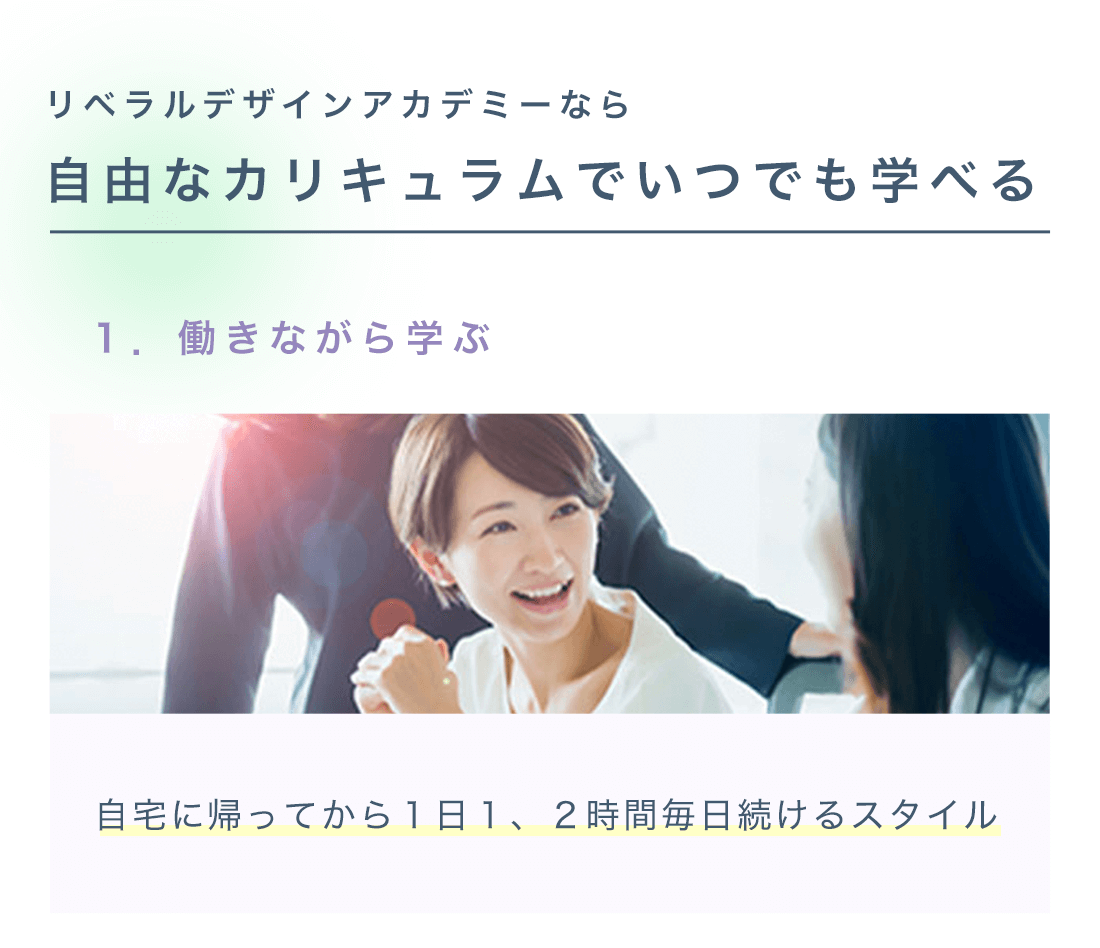 リベラルデザインアカデミーなら
自由なカリキュラムでいつでも学べる
１．働きながら学ぶ
自宅に帰ってから１日１、２時間毎日続けるスタイル